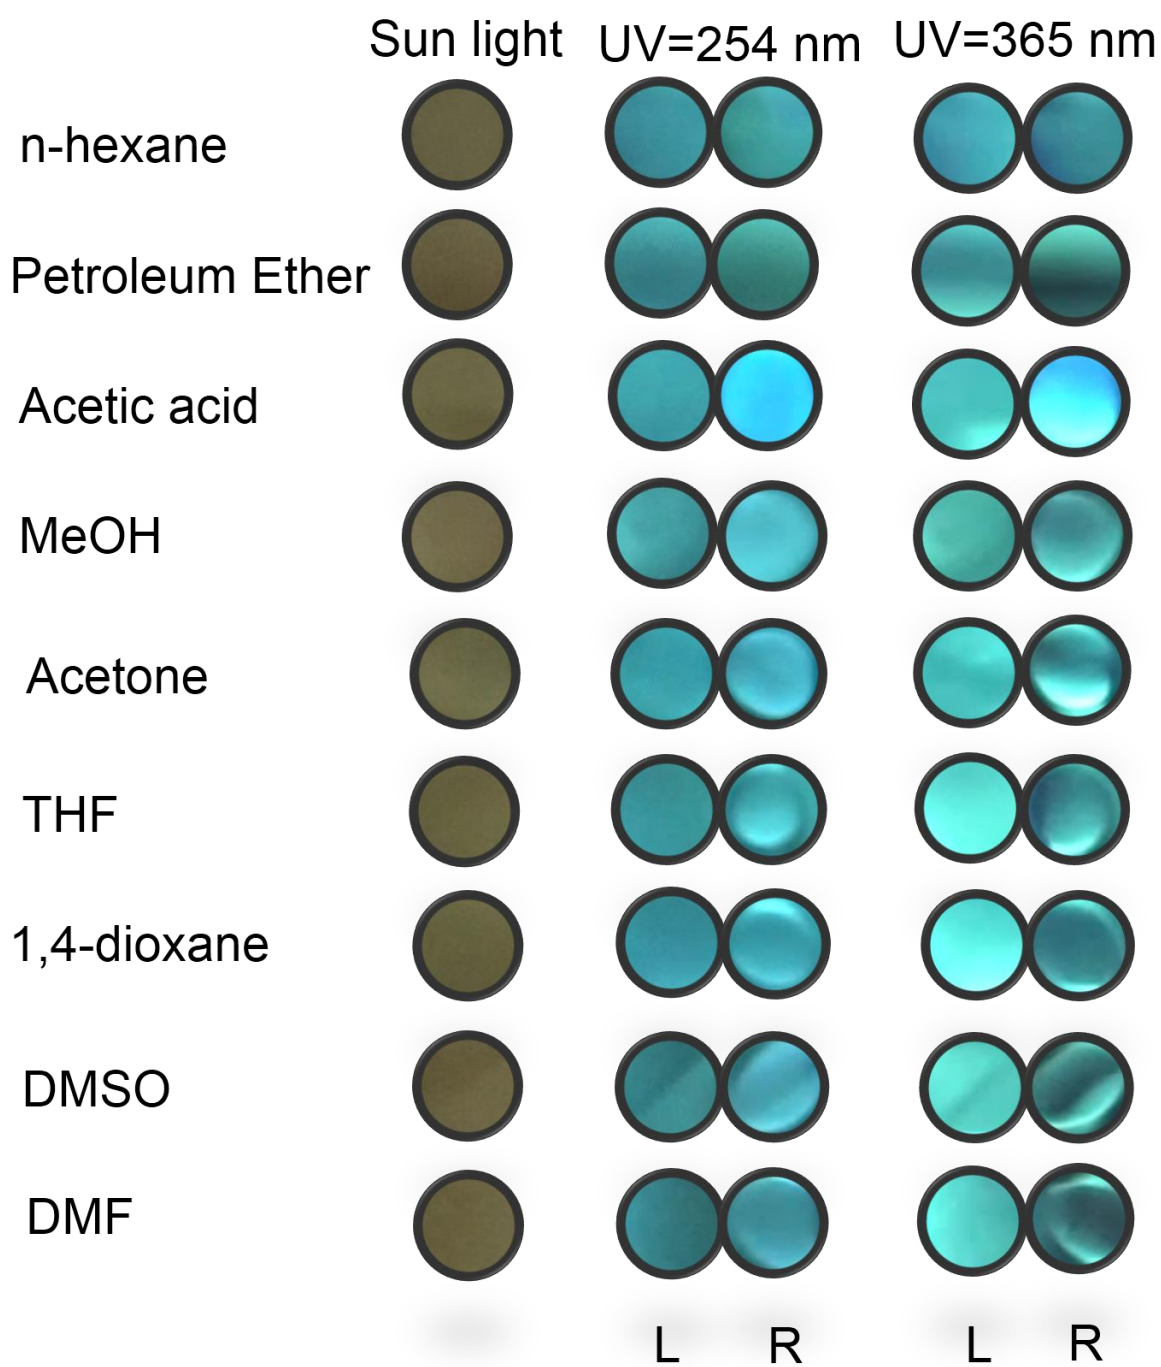 Sun light UV=254 nm UV=365 nm
n-hexane
Petroleum Ether
Acetic acid
MeOH
Acetone
THF
1,4-dioxane
DMSO
DMF
L R L R